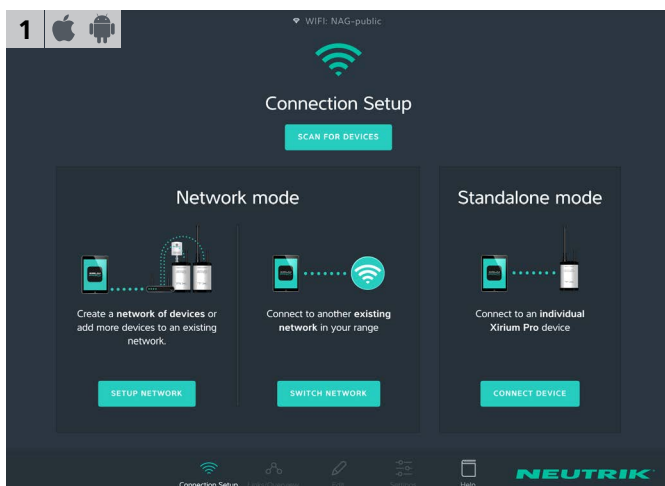 1
WIFI: NAG-public
Connection Setup
SCAN FOR DEVICES
Network mode
Create a network of devices or
add more devices to an existing
network.
SETUP NETWORK
Connect to another existing
network in your range
SWITCH NETWORK
Standalone mode
Connect to an individual
Xirium Pro device
CONNECT DEVICE
Connection Setup
Help
NEUTRIK